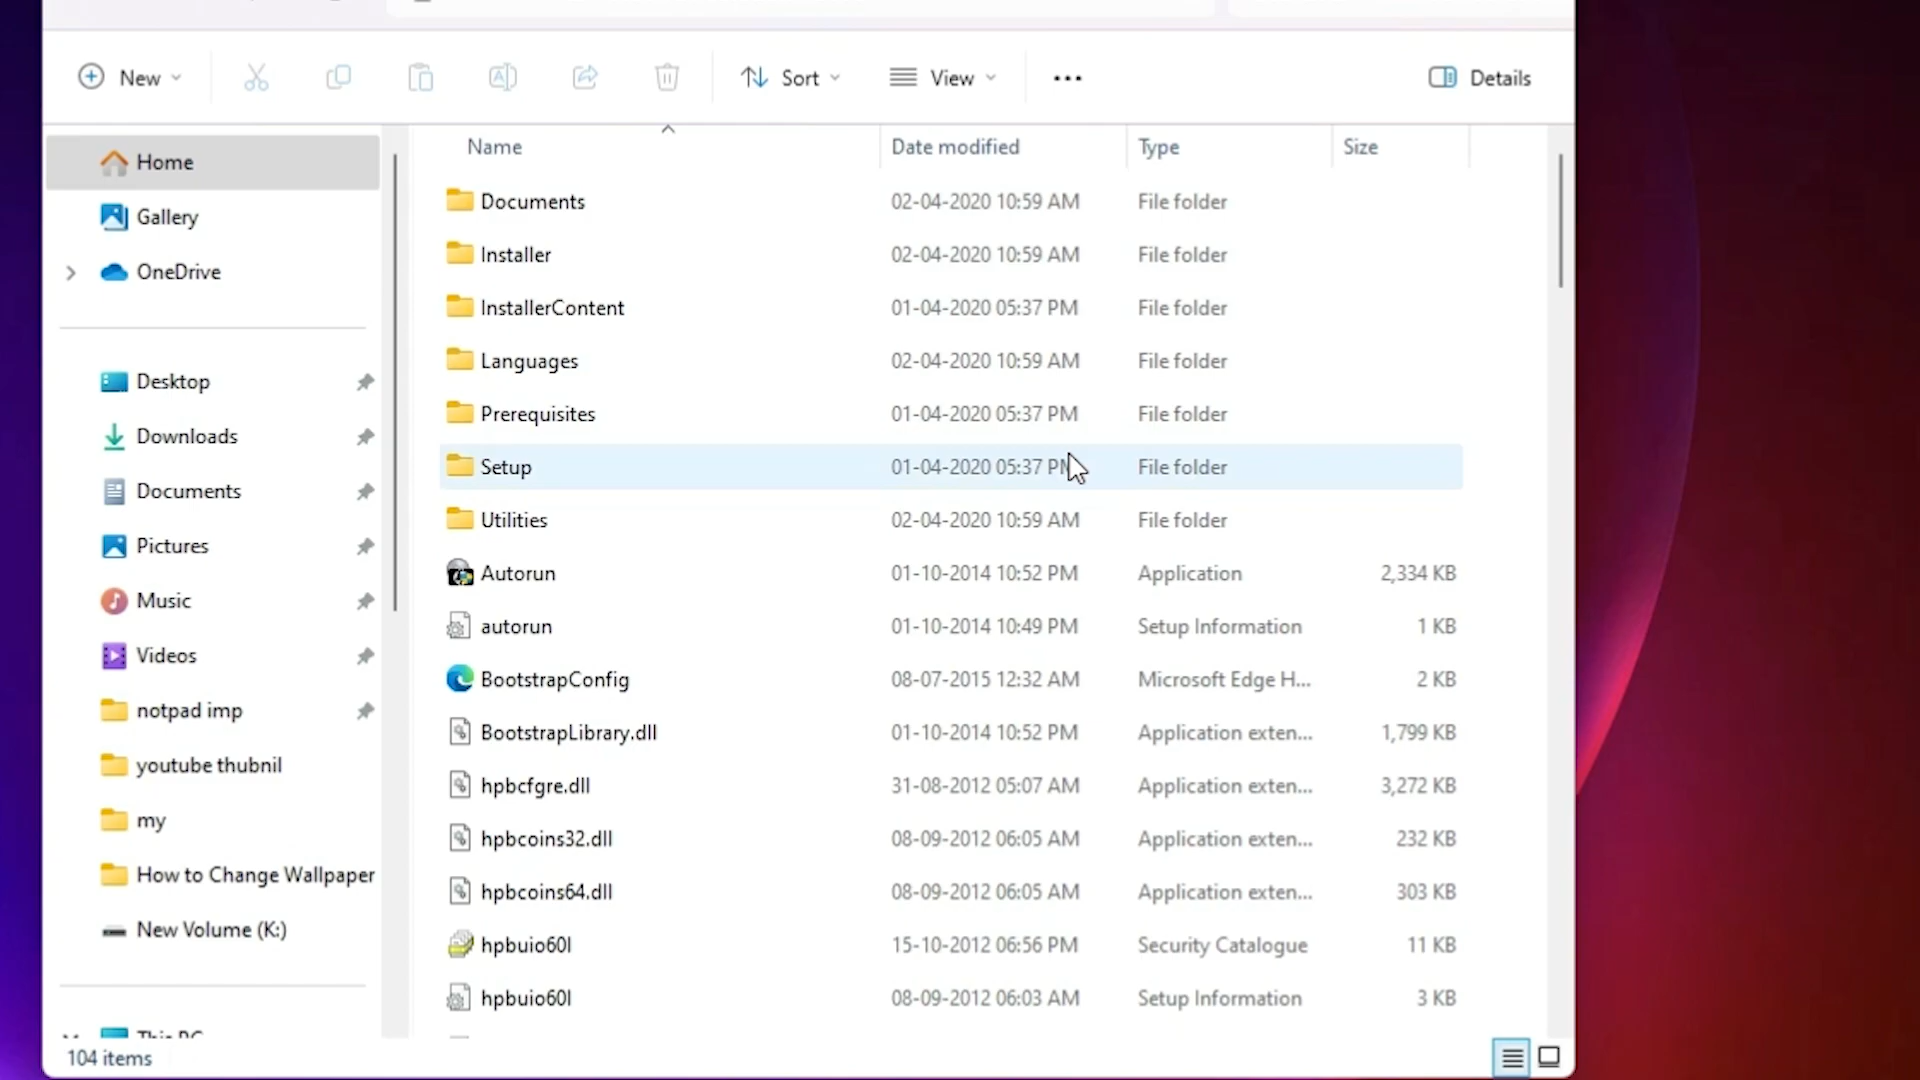 New Sort View ••• Details
Name Date modified Type Size
Home
Gallery
OneDrive
Desktop
Downloads
Documents
Pictures
Music
Videos
notpad imp
youtube thubnil
my
How to Change Wallpaper
New Volume (K:)
This PC
Documents 02-04-2020 10:59 AM File folder
Installer 02-04-2020 10:59 AM File folder
InstallerContent 01-04-2020 05:37 PM File folder
Languages 02-04-2020 10:59 AM File folder
Prerequisites 01-04-2020 05:37 PM File folder
Setup 01-04-2020 05:37 PM File folder
Utilities 02-04-2020 10:59 AM File folder
Autorun 01-10-2014 10:52 PM Application 2,334 KB
autorun 01-10-2014 10:49 PM Setup Information 1 KB
BootstrapConfig 08-07-2015 12:32 AM Microsoft Edge H... 2 KB
BootstrapLibrary.dll 01-10-2014 10:52 PM Application exten... 1,799 KB
hpbcfgre.dll 31-08-2012 05:07 AM Application exten... 3,272 KB
hpbcoins32.dll 08-09-2012 06:05 AM Application exten... 232 KB
hpbcoins64.dll 08-09-2012 06:05 AM Application exten... 303 KB
hpbuio60l 15-10-2012 06:56 PM Security Catalogue 11 KB
hpbuio60l 08-09-2012 06:03 AM Setup Information 3 KB
104 items